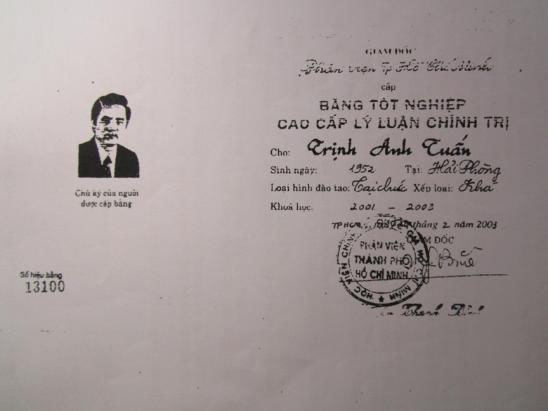 GIÁM ĐỐC
Phân viện Tp Hồ Chí Minh
cấp
BẰNG TỐT NGHIỆP
CAO CẤP LÝ LUẬN CHÍNH TRỊ
Cho: Trịnh Anh Tuấn
Sinh ngày: 1952 Tại: Hải Phòng
Loại hình đào tạo: Tại chức Xếp loại: Khá
Khoá học: 2001 - 2003
tháng 2 năm 2003
GIÁM ĐỐC
PHÂN VIỆN
THÀNH PHỐ
HỒ CHÍ MINH
Chữ ký của người
được cấp bằng
Số hiệu bằng
13100